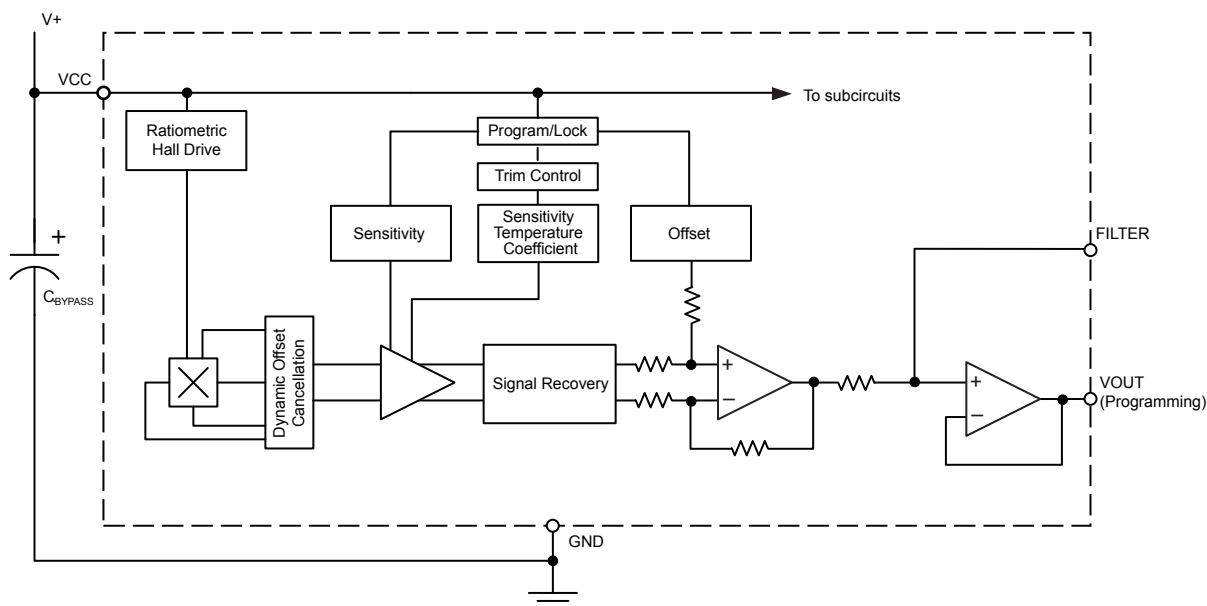 V+
VCC
To subcircuits
Ratiometric
Hall Drive
Program/Lock
Trim Control
Sensitivity
Sensitivity
Temperature
Coefficient
Offset
FILTER
+
CBYPASS
Dynamic Offset
Cancellation
Signal Recovery
+
−
+
−
VOUT
(Programming)
GND